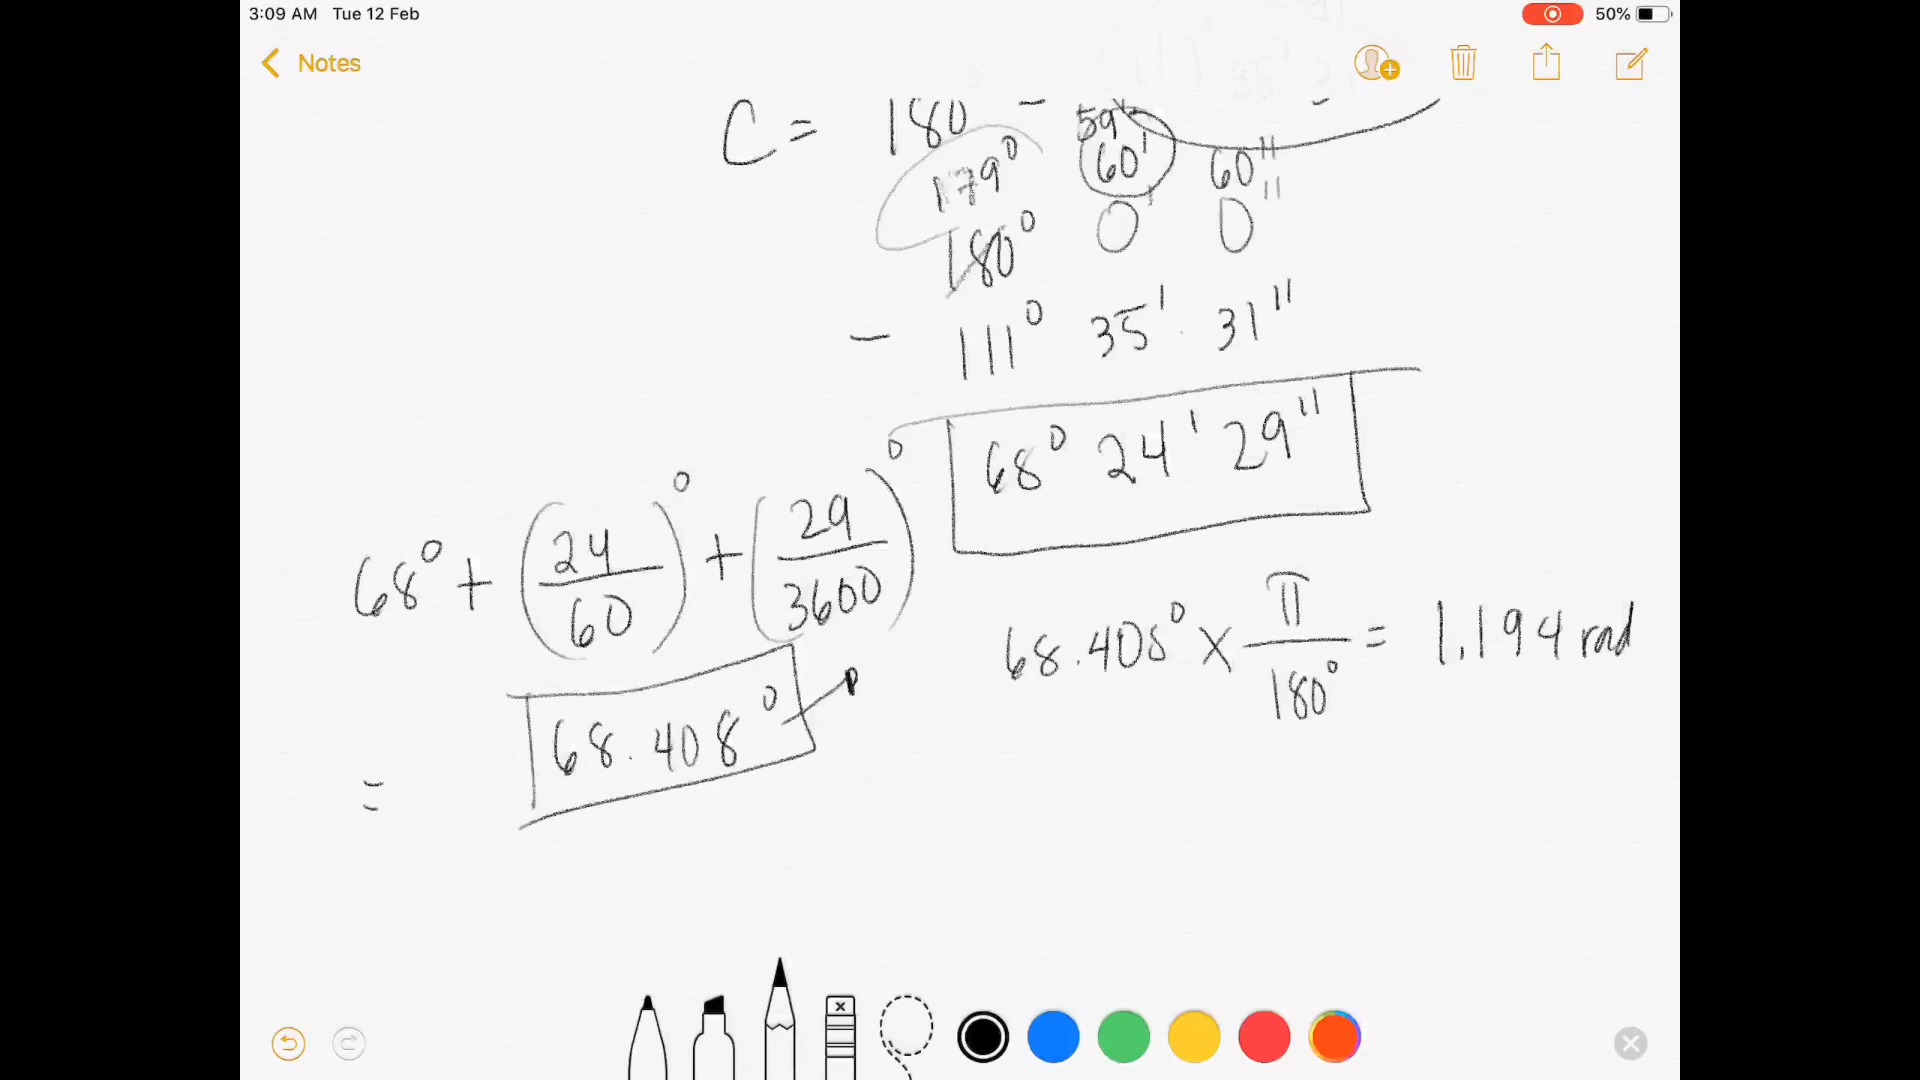 3:09 AM Tue 12 Feb 50%
Notes
C = 180 -
59' 60' 60''
179°
180° 0' 0''
- 111° 35' 31''
68° 24' 29''
68° + (24/60)° + (29/3600)°
68.408° × π/180° = 1.194 rad
= 68.408°